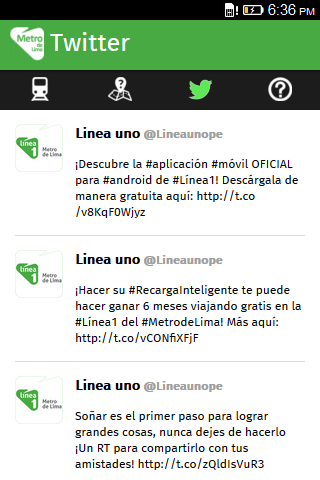 6:36 PM
Metro de Lima Twitter
línea 1 Metro de Lima
Linea uno @Lineaunope
¡Descubre la #aplicación #móvil OFICIAL
para #android de #Línea1! Descárgala de
manera gratuita aquí: http://t.co
/v8KqF0Wjyz
línea 1 Metro de Lima
Linea uno @Lineaunope
¡Hacer su #RecargaInteligente te puede
hacer ganar 6 meses viajando gratis en la
#Línea1 del #MetrodeLima! Más aquí:
http://t.co/vCONfiXFjF
línea 1 Metro de Lima
Linea uno @Lineaunope
Soñar es el primer paso para lograr
grandes cosas, nunca dejes de hacerlo
¡Un RT para compartirlo con tus
amistades! http://t.co/zQldIsVuR3